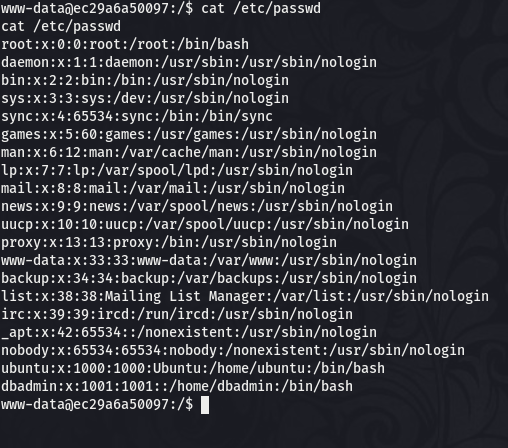 www-data@ec29a6a50097:/$ cat /etc/passwd
cat /etc/passwd
root:x:0:0:root:/root:/bin/bash
daemon:x:1:1:daemon:/usr/sbin:/usr/sbin/nologin
bin:x:2:2:bin:/bin:/usr/sbin/nologin
sys:x:3:3:sys:/dev:/usr/sbin/nologin
sync:x:4:65534:sync:/bin:/bin/sync
games:x:5:60:games:/usr/games:/usr/sbin/nologin
man:x:6:12:man:/var/cache/man:/usr/sbin/nologin
lp:x:7:7:lp:/var/spool/lpd:/usr/sbin/nologin
mail:x:8:8:mail:/var/mail:/usr/sbin/nologin
news:x:9:9:news:/var/spool/news:/usr/sbin/nologin
uucp:x:10:10:uucp:/var/spool/uucp:/usr/sbin/nologin
proxy:x:13:13:proxy:/bin:/usr/sbin/nologin
www-data:x:33:33:www-data:/var/www:/usr/sbin/nologin
backup:x:34:34:backup:/var/backups:/usr/sbin/nologin
list:x:38:38:Mailing List Manager:/var/list:/usr/sbin/nologin
irc:x:39:39:ircd:/run/ircd:/usr/sbin/nologin
_apt:x:42:65534::/nonexistent:/usr/sbin/nologin
nobody:x:65534:65534:nobody:/nonexistent:/usr/sbin/nologin
ubuntu:x:1000:1000:Ubuntu:/home/ubuntu:/bin/bash
dbadmin:x:1001:1001::/home/dbadmin:/bin/bash
www-data@ec29a6a50097:/$